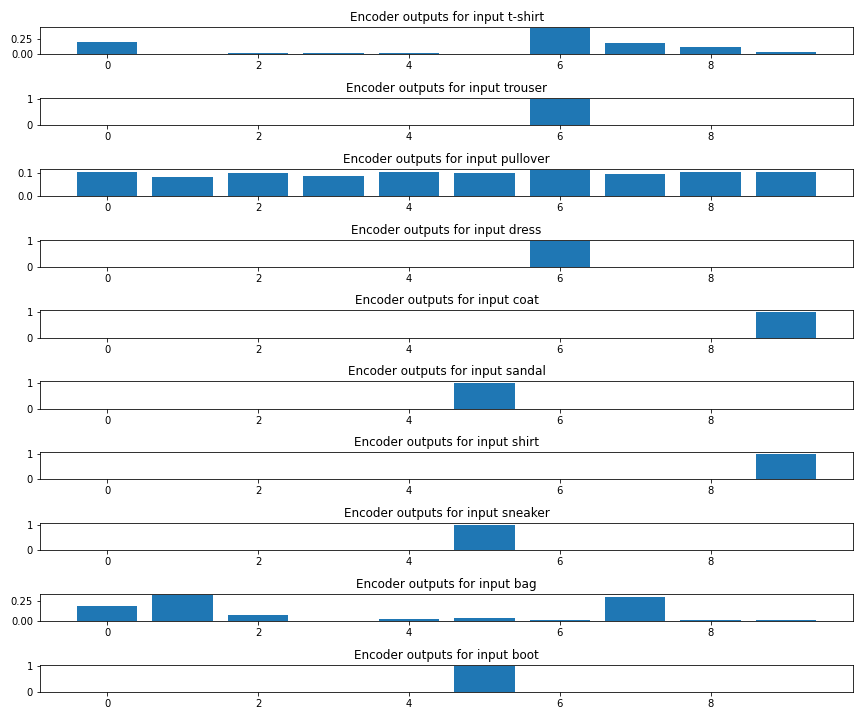 Encoder outputs for input t-shirt
0.25
0.00
0 2 4 6 8
Encoder outputs for input trouser
1
0
0 2 4 6 8
Encoder outputs for input pullover
0.1
0.0
0 2 4 6 8
Encoder outputs for input dress
1
0
0 2 4 6 8
Encoder outputs for input coat
1
0
0 2 4 6 8
Encoder outputs for input sandal
1
0
0 2 4 6 8
Encoder outputs for input shirt
1
0
0 2 4 6 8
Encoder outputs for input sneaker
1
0
0 2 4 6 8
Encoder outputs for input bag
0.25
0.00
0 2 4 6 8
Encoder outputs for input boot
1
0
0 2 4 6 8